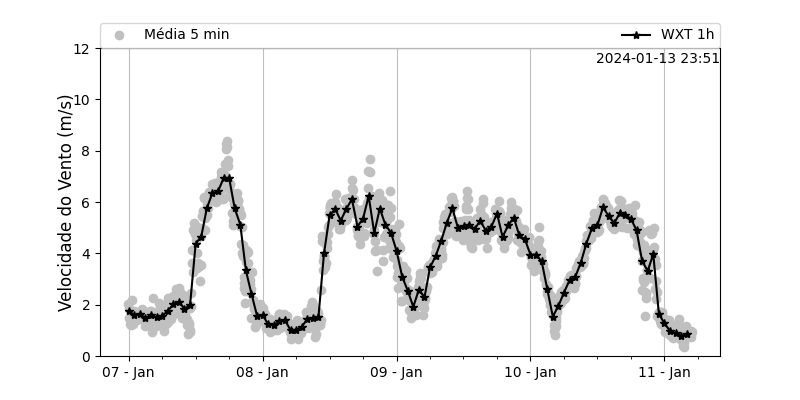 Média 5 min
WXT 1h
2024-01-13 23:51
Velocidade do Vento (m/s)
12
10
8
6
4
2
0
07 - Jan
08 - Jan
09 - Jan
10 - Jan
11 - Jan